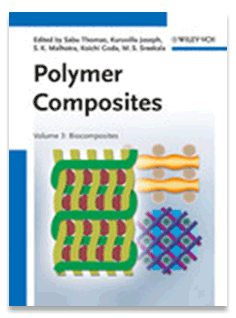 Edited by Sabu Thomas, Kuruvilla Joseph,
S. K. Malhotra, Koichi Goda, M. S. Sreekala
WILEY-VCH
Polymer
Composites
Volume 3: Biocomposites